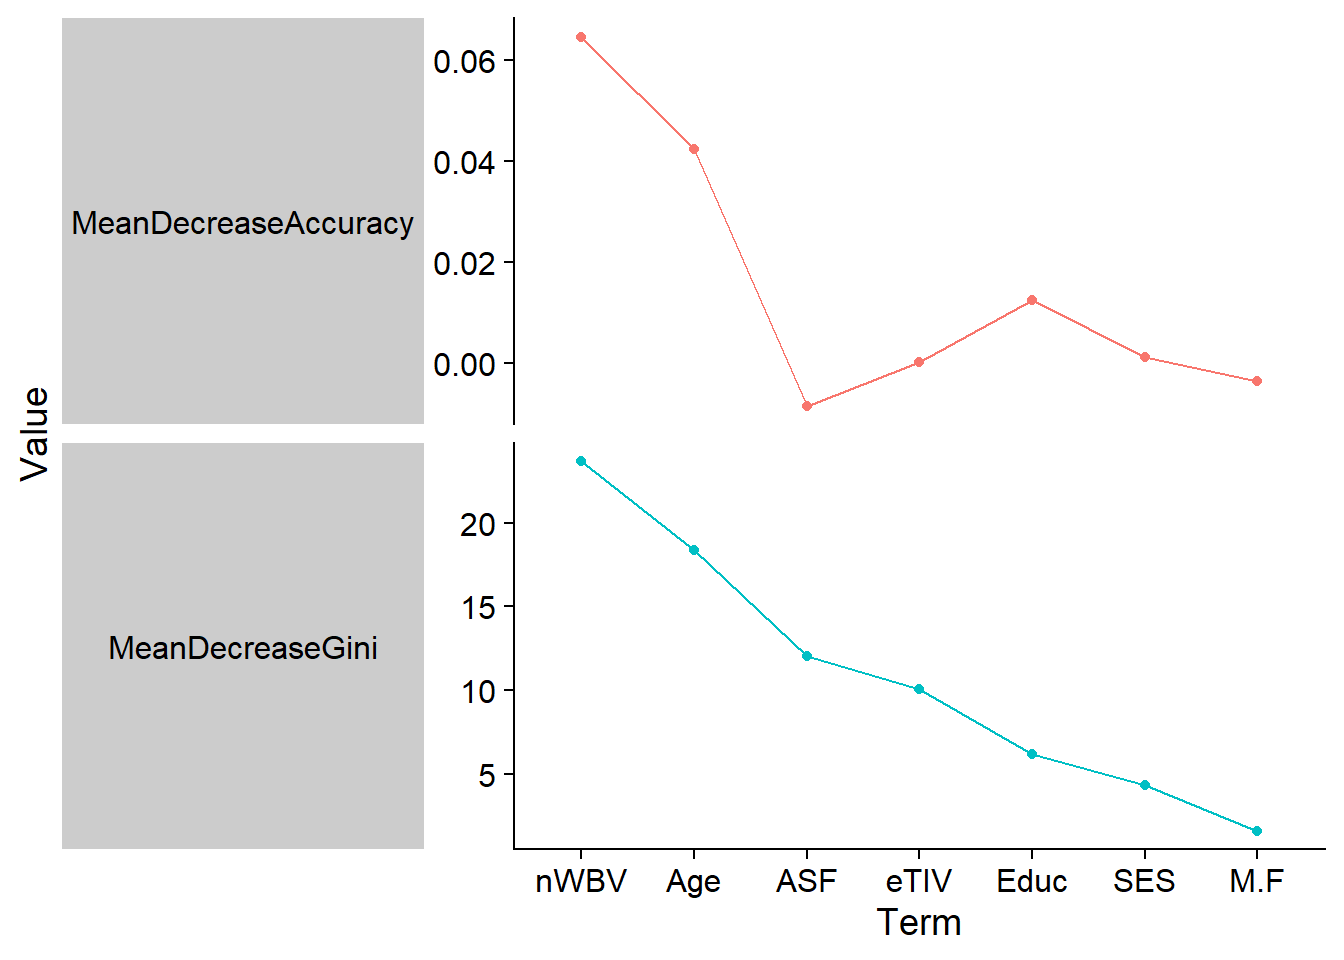 Value
MeanDecreaseAccuracy
0.06
0.04
0.02
0.00
MeanDecreaseGini
20
15
10
5
nWBV Age ASF eTIV Educ SES M.F
Term